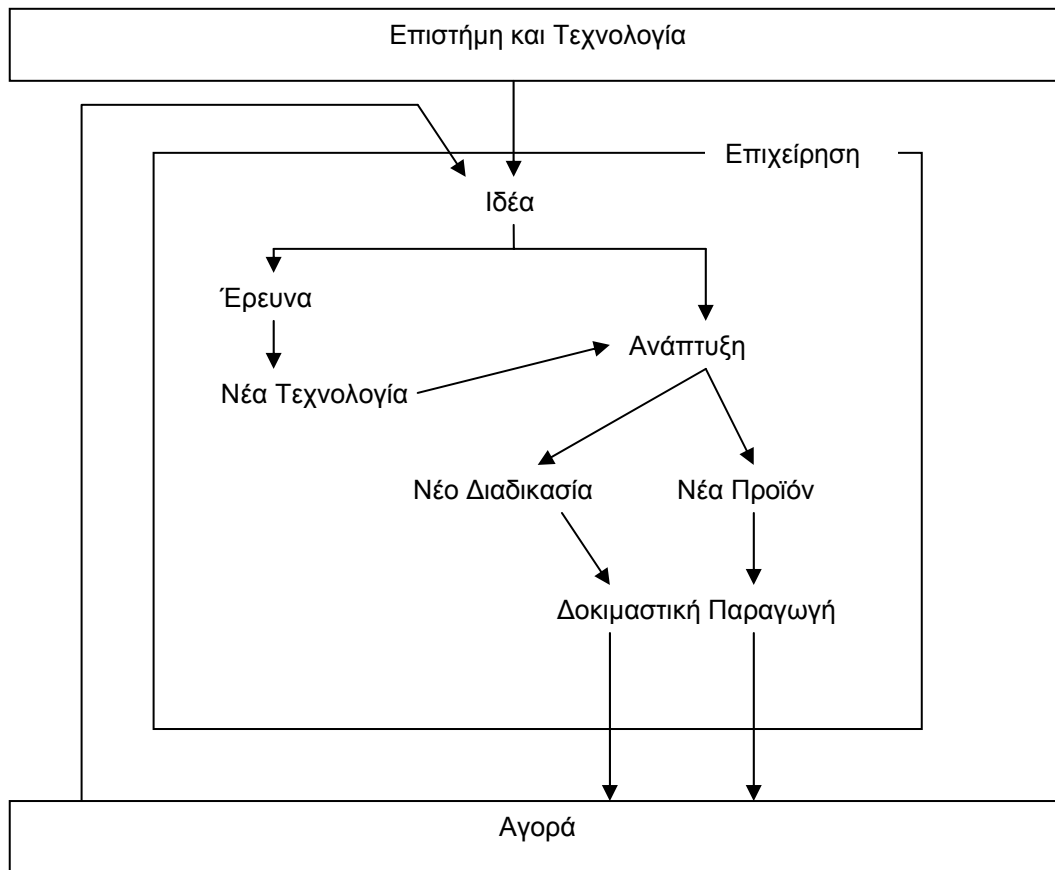 Επιστήμη και Τεχνολογία
Επιχείρηση
Ιδέα
Έρευνα
Ανάπτυξη
Νέα Τεχνολογία
Νέο Διαδικασία
Νέα Προϊόν
Δοκιμαστική Παραγωγή
Αγορά